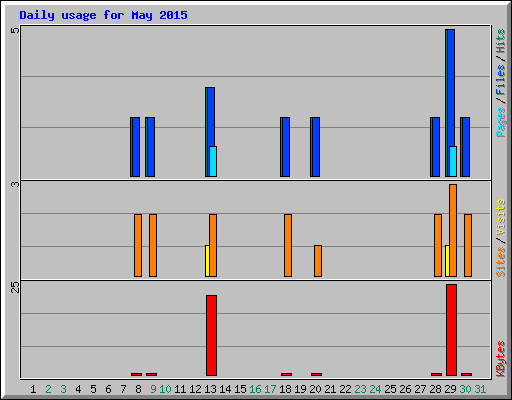 Daily usage for May 2015
5
3
25
Pages / Files / Hits
Sites / Visits
KBytes
1 2 3 4 5 6 7 8 9 10 11 12 13 14 15 16 17 18 19 20 21 22 23 24 25 26 27 28 29 30 31